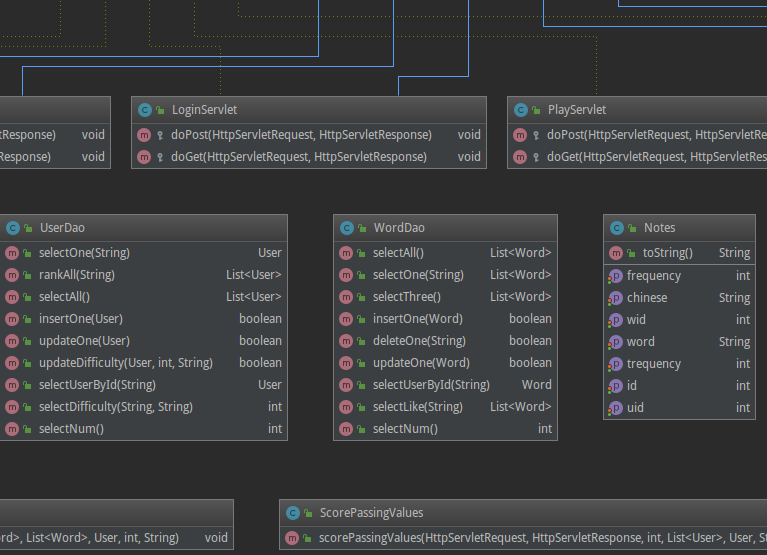 LoginServlet
PlayServlet
tResponse) void
doPost(HttpServletRequest, HttpServletResponse) void
doPost(HttpServletRequest, HttpServletRe
Response) void
doGet(HttpServletRequest, HttpServletResponse) void
doGet(HttpServletRequest, HttpServletRes
UserDao
selectOne(String) User
rankAll(String) List<User>
selectAll() List<User>
insertOne(User) boolean
updateOne(User) boolean
updateDifficulty(User, int, String) boolean
selectUserById(String) User
selectDifficulty(String, String) int
selectNum() int
WordDao
selectAll() List<Word>
selectOne(String) List<Word>
selectThree() List<Word>
insertOne(Word) boolean
deleteOne(String) boolean
updateOne(Word) boolean
selectUserById(String) Word
selectLike(String) List<Word>
selectNum() int
Notes
toString() String
frequency int
chinese String
wid int
word String
trequency int
id int
uid int
rd>, List<Word>, User, int, String) void
ScorePassingValues
scorePassingValues(HttpServletRequest, HttpServletResponse, int, List<User>, User, S